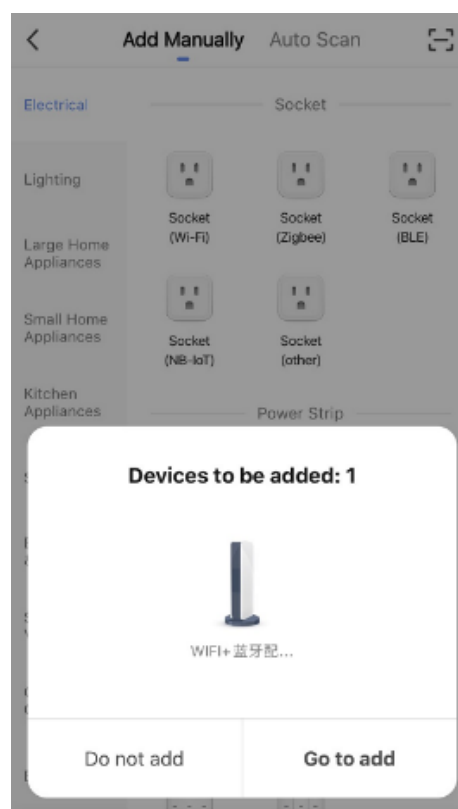 Add Manually Auto Scan
Electrical
Socket
Lighting
Socket
(Wi-Fi)
Socket
(Zigbee)
Socket
(BLE)
Large Home
Appliances
Small Home
Appliances
Socket
(NB-IoT)
Socket
(other)
Kitchen
Appliances
Power Strip
Devices to be added: 1
WIFI+蓝牙配...
Do not add
Go to add